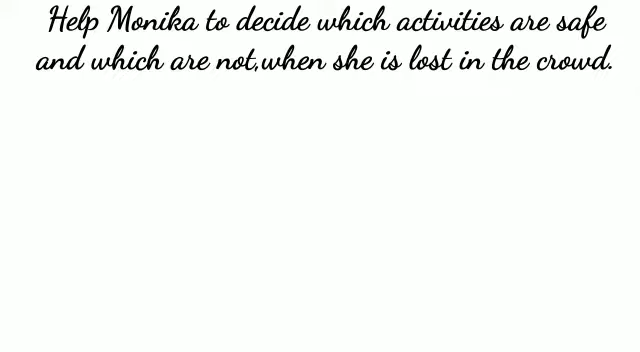 Help Monika to decide which activities are safe
and which are not,when she is lost in the crowd.